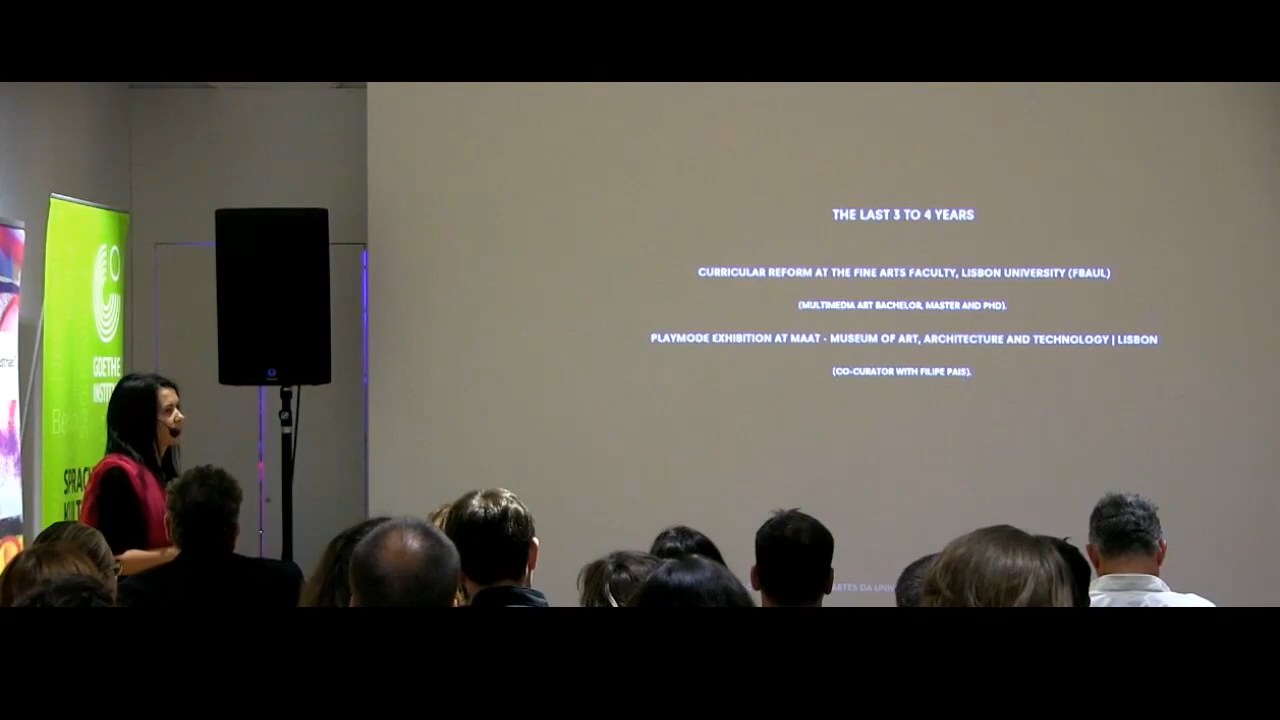 THE LAST 3 TO 4 YEARS
CURRICULAR REFORM AT THE FINE ARTS FACULTY, LISBON UNIVERSITY (FBAUL)
(MULTIMEDIA ART BACHELOR, MASTER AND PHD).
PLAYMODE EXHIBITION AT MAAT - MUSEUM OF ART, ARCHITECTURE AND TECHNOLOGY | LISBON
(CO-CURATOR WITH FILIPE PAIS).
ARTES DA
GOETHE